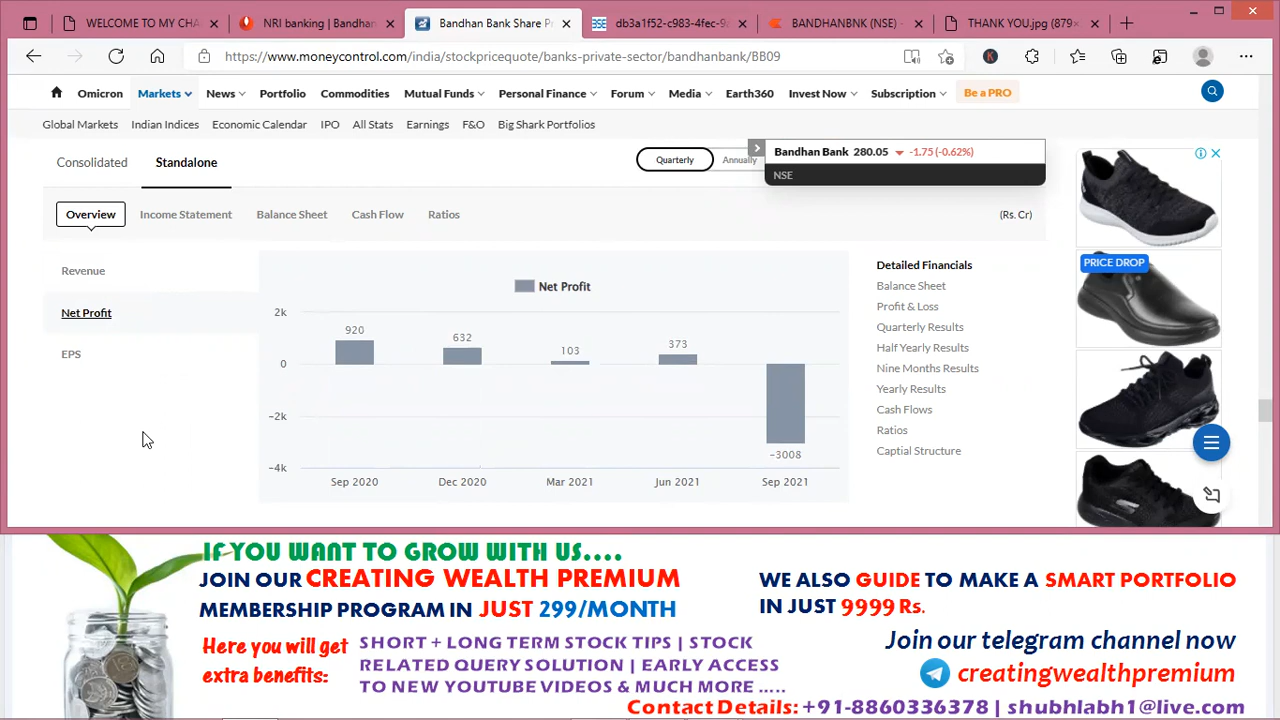 WELCOME TO MY CHA
NRI banking | Bandhan
Bandhan Bank Share P
db3a1f52-c983-4fec-9
BANDHANBNK (NSE) -
THANK YOU.jpg (879×
https://www.moneycontrol.com/india/stockpricequote/banks-private-sector/bandhanbank/BB09
Omicron Markets News Portfolio Commodities Mutual Funds Personal Finance Forum Media Earth360 Invest Now Subscription Be a PRO
Global Markets Indian Indices Economic Calendar IPO All Stats Earnings F&O Big Shark Portfolios
Consolidated Standalone
Quarterly Annually
Bandhan Bank 280.05 -1.75 (-0.62%)
NSE
Overview Income Statement Balance Sheet Cash Flow Ratios
(Rs. Cr)
Revenue
Net Profit
EPS
Net Profit
2k
0
−2k
−4k
920
632
103
373
−3008
Sep 2020 Dec 2020 Mar 2021 Jun 2021 Sep 2021
Detailed Financials
Balance Sheet
Profit & Loss
Quarterly Results
Half Yearly Results
Nine Months Results
Yearly Results
Cash Flows
Ratios
Captial Structure
PRICE DROP
IF YOU WANT TO GROW WITH US....
JOIN OUR CREATING WEALTH PREMIUM
MEMBERSHIP PROGRAM IN JUST 299/MONTH
WE ALSO GUIDE TO MAKE A SMART PORTFOLIO
IN JUST 9999 Rs.
Here you will get
extra benefits:
SHORT + LONG TERM STOCK TIPS | STOCK
RELATED QUERY SOLUTION | EARLY ACCESS
TO NEW YOUTUBE VIDEOS & MUCH MORE .....
Join our telegram channel now
creatingwealthpremium
Contact Details: +91-8860336378 | shubhlabh1@live.com